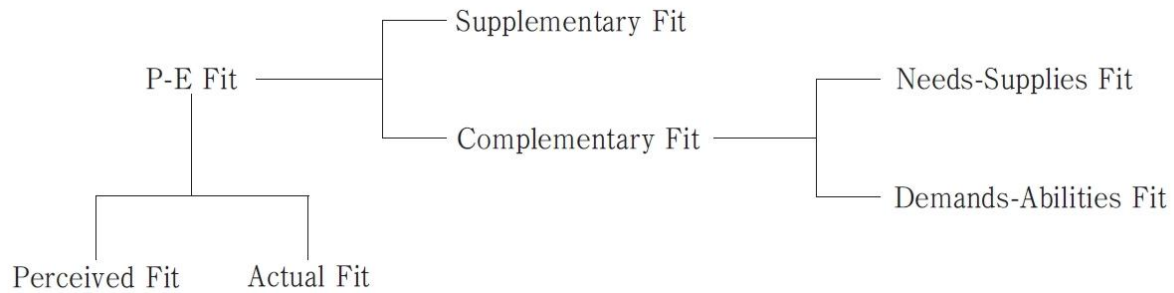 Supplementary Fit
P-E Fit
Needs-Supplies Fit
Complementary Fit
Demands-Abilities Fit
Perceived Fit
Actual Fit